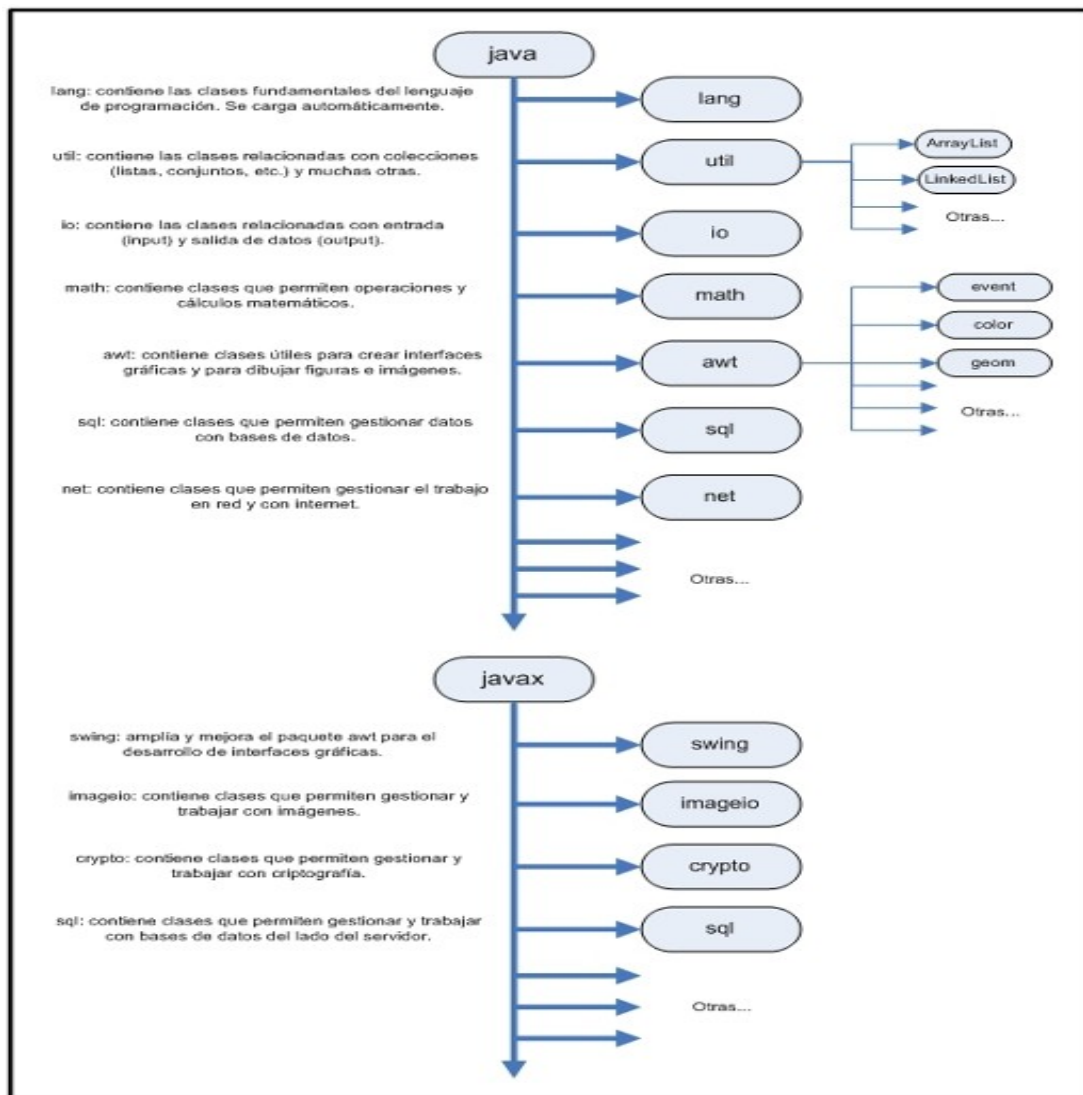 java
lang: contiene las clases fundamentales del lenguaje
de programación. Se carga automáticamente.
lang
util: contiene las clases relacionadas con colecciones
(listas, conjuntos, etc.) y muchas otras.
util
ArrayList
LinkedList
Otras...
io: contiene las clases relacionadas con entrada
(input) y salida de datos (output).
io
math: contiene clases que permiten operaciones y
cálculos matemáticos.
math
awt: contiene clases útiles para crear interfaces
gráficas y para dibujar figuras e imágenes.
awt
event
color
geom
Otras...
sql: contiene clases que permiten gestionar datos
con bases de datos.
sql
net: contiene clases que permiten gestionar el trabajo
en red y con internet.
net
Otras...
javax
swing: amplía y mejora el paquete awt para el
desarrollo de interfaces gráficas.
swing
imageio: contiene clases que permiten gestionar y
trabajar con imágenes.
imageio
crypto: contiene clases que permiten gestionar y
trabajar con criptografía.
crypto
sql: contiene clases que permiten gestionar y trabajar
con bases de datos del lado del servidor.
sql
Otras...